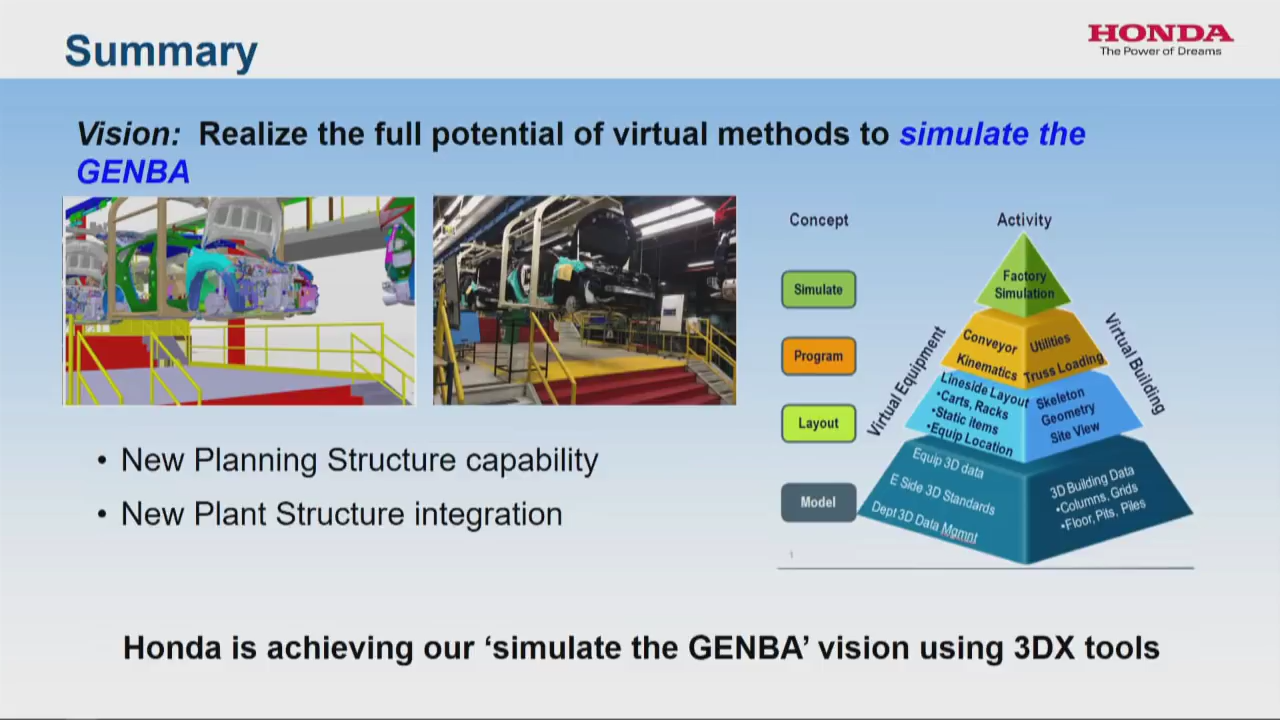 Summary
HONDA
The Power of Dreams
Vision: Realize the full potential of virtual methods to simulate the
GENBA
Concept
Activity
Simulate
Factory
Simulation
Program
Conveyor
Kinematics
Utilities
Truss Loading
Virtual Equipment
Virtual Building
Layout
Lineside Layout
•Carts, Racks
•Static Items
•Equip Location
Skeleton
Geometry
Site View
Model
Equip 3D data
E Side 3D Standards
Dept 3D Data Mgmnt
3D Building Data
•Columns, Grids
•Floor, Pits, Piles
1
• New Planning Structure capability
• New Plant Structure integration
Honda is achieving our ‘simulate the GENBA’ vision using 3DX tools